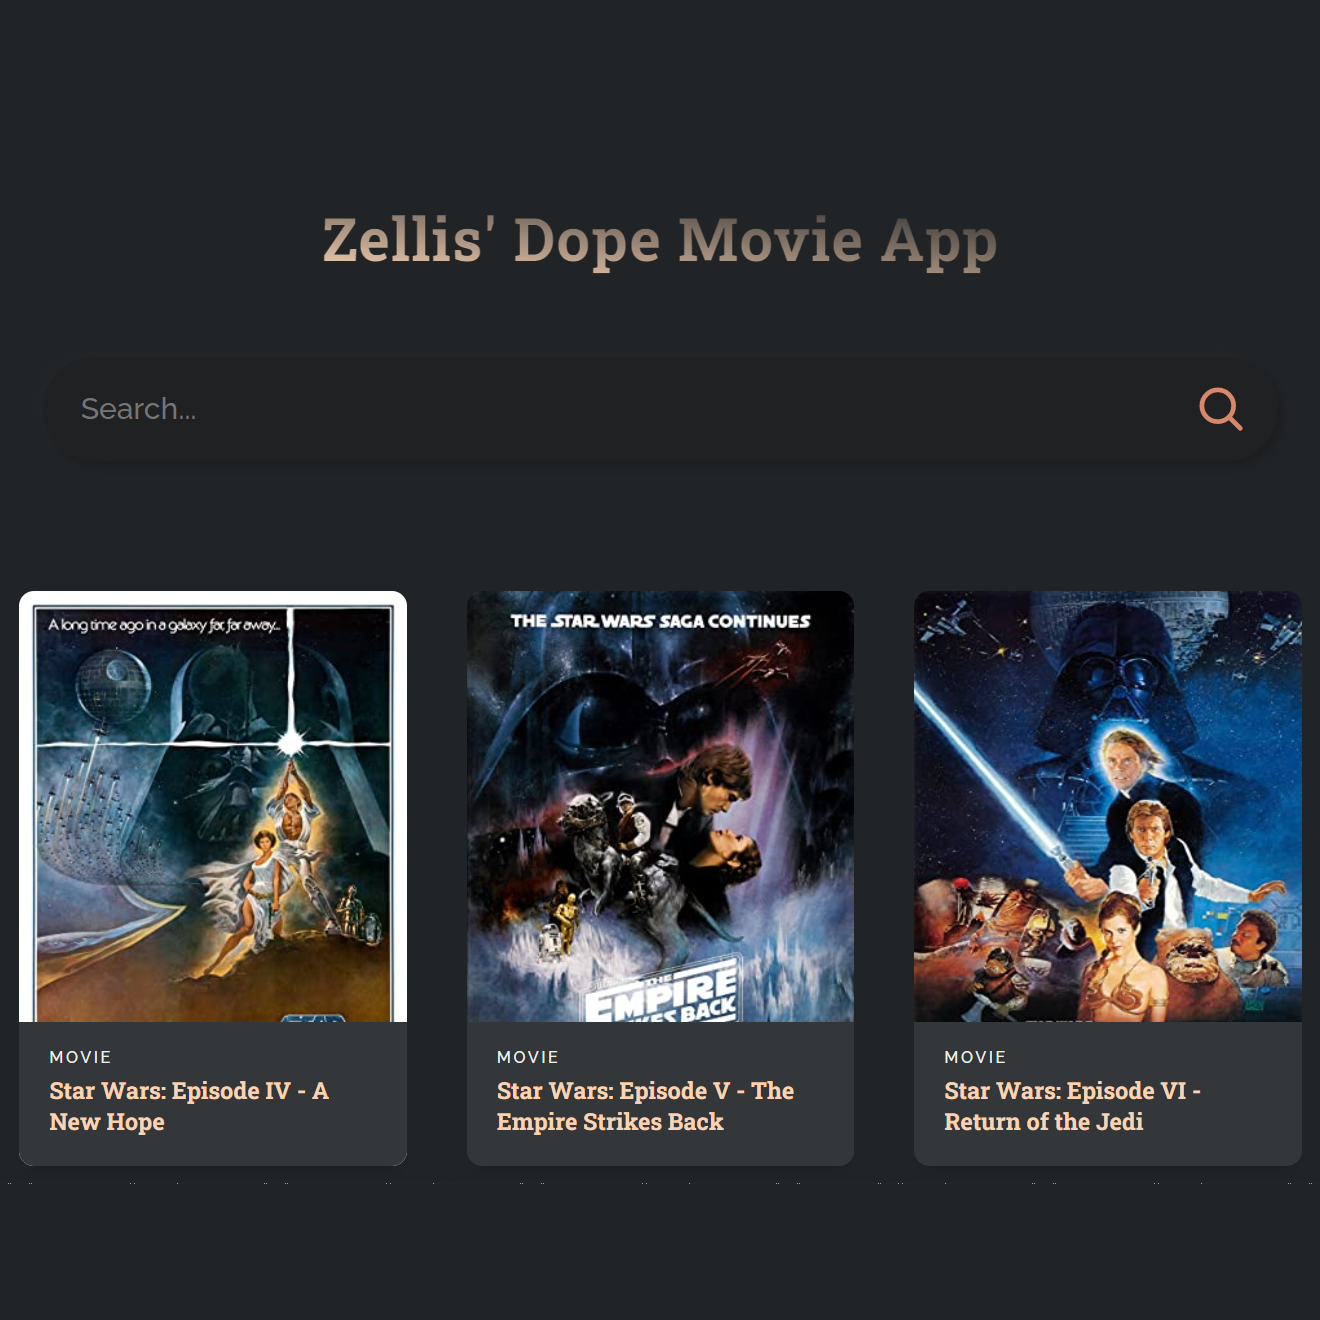 Zellis' Dope Movie App
Search...
A long time ago in a galaxy far, far away...
THE STAR WARS SAGA CONTINUES
THE
EMPIRE
BACK
MOVIE
Star Wars: Episode IV - A
New Hope
MOVIE
Star Wars: Episode V - The
Empire Strikes Back
MOVIE
Star Wars: Episode VI -
Return of the Jedi